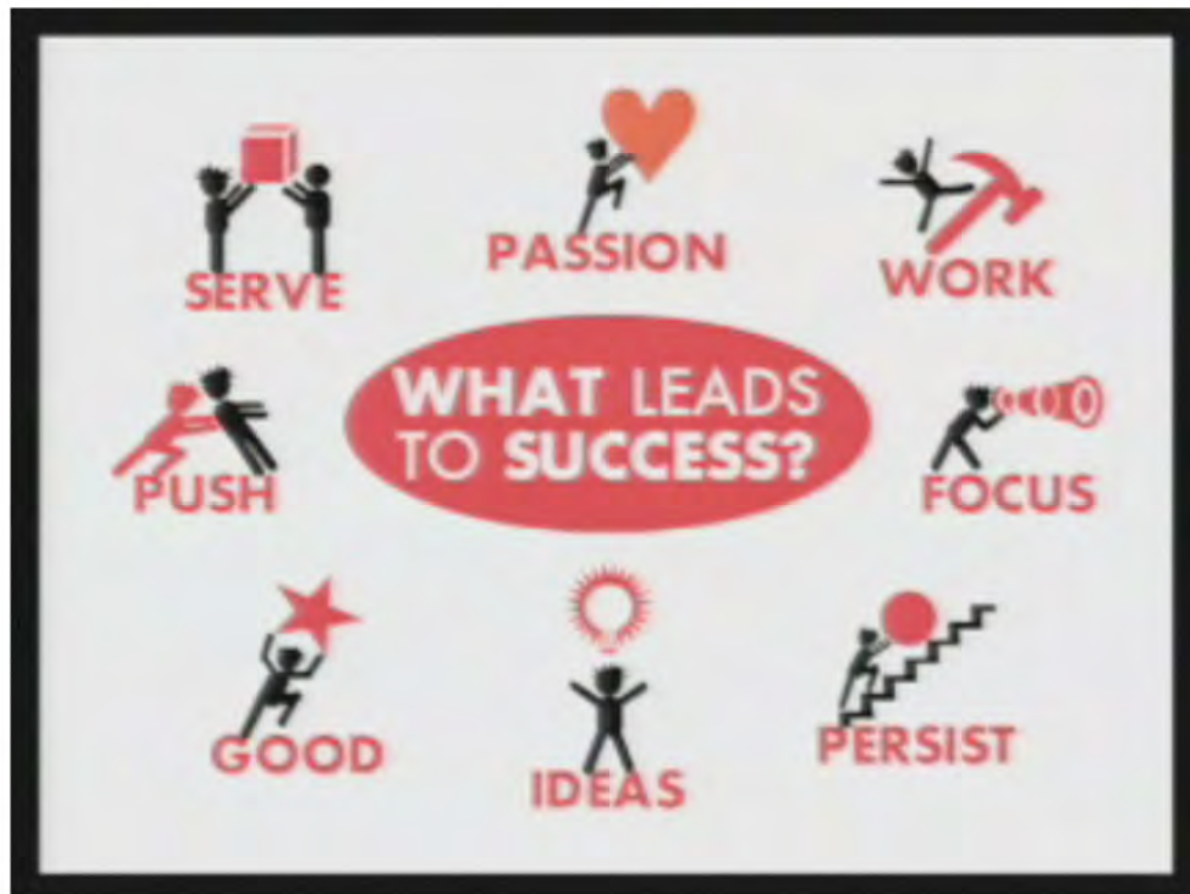 PASSION
SERVE
WORK
WHAT LEADS
TO SUCCESS?
PUSH
FOCUS
GOOD
IDEAS
PERSIST